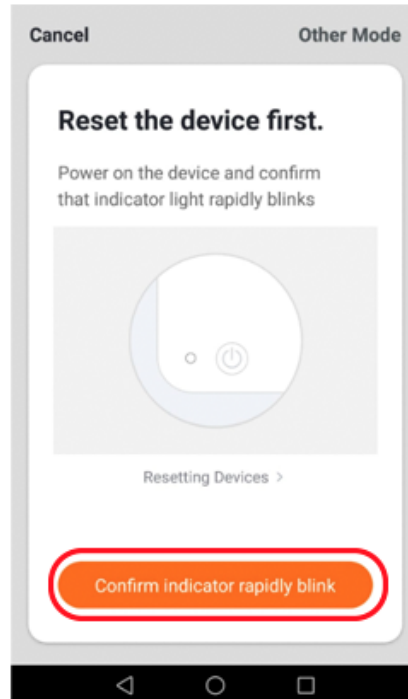 Cancel Other Mode
Reset the device first.
Power on the device and confirm
that indicator light rapidly blinks
Resetting Devices >
Confirm indicator rapidly blink